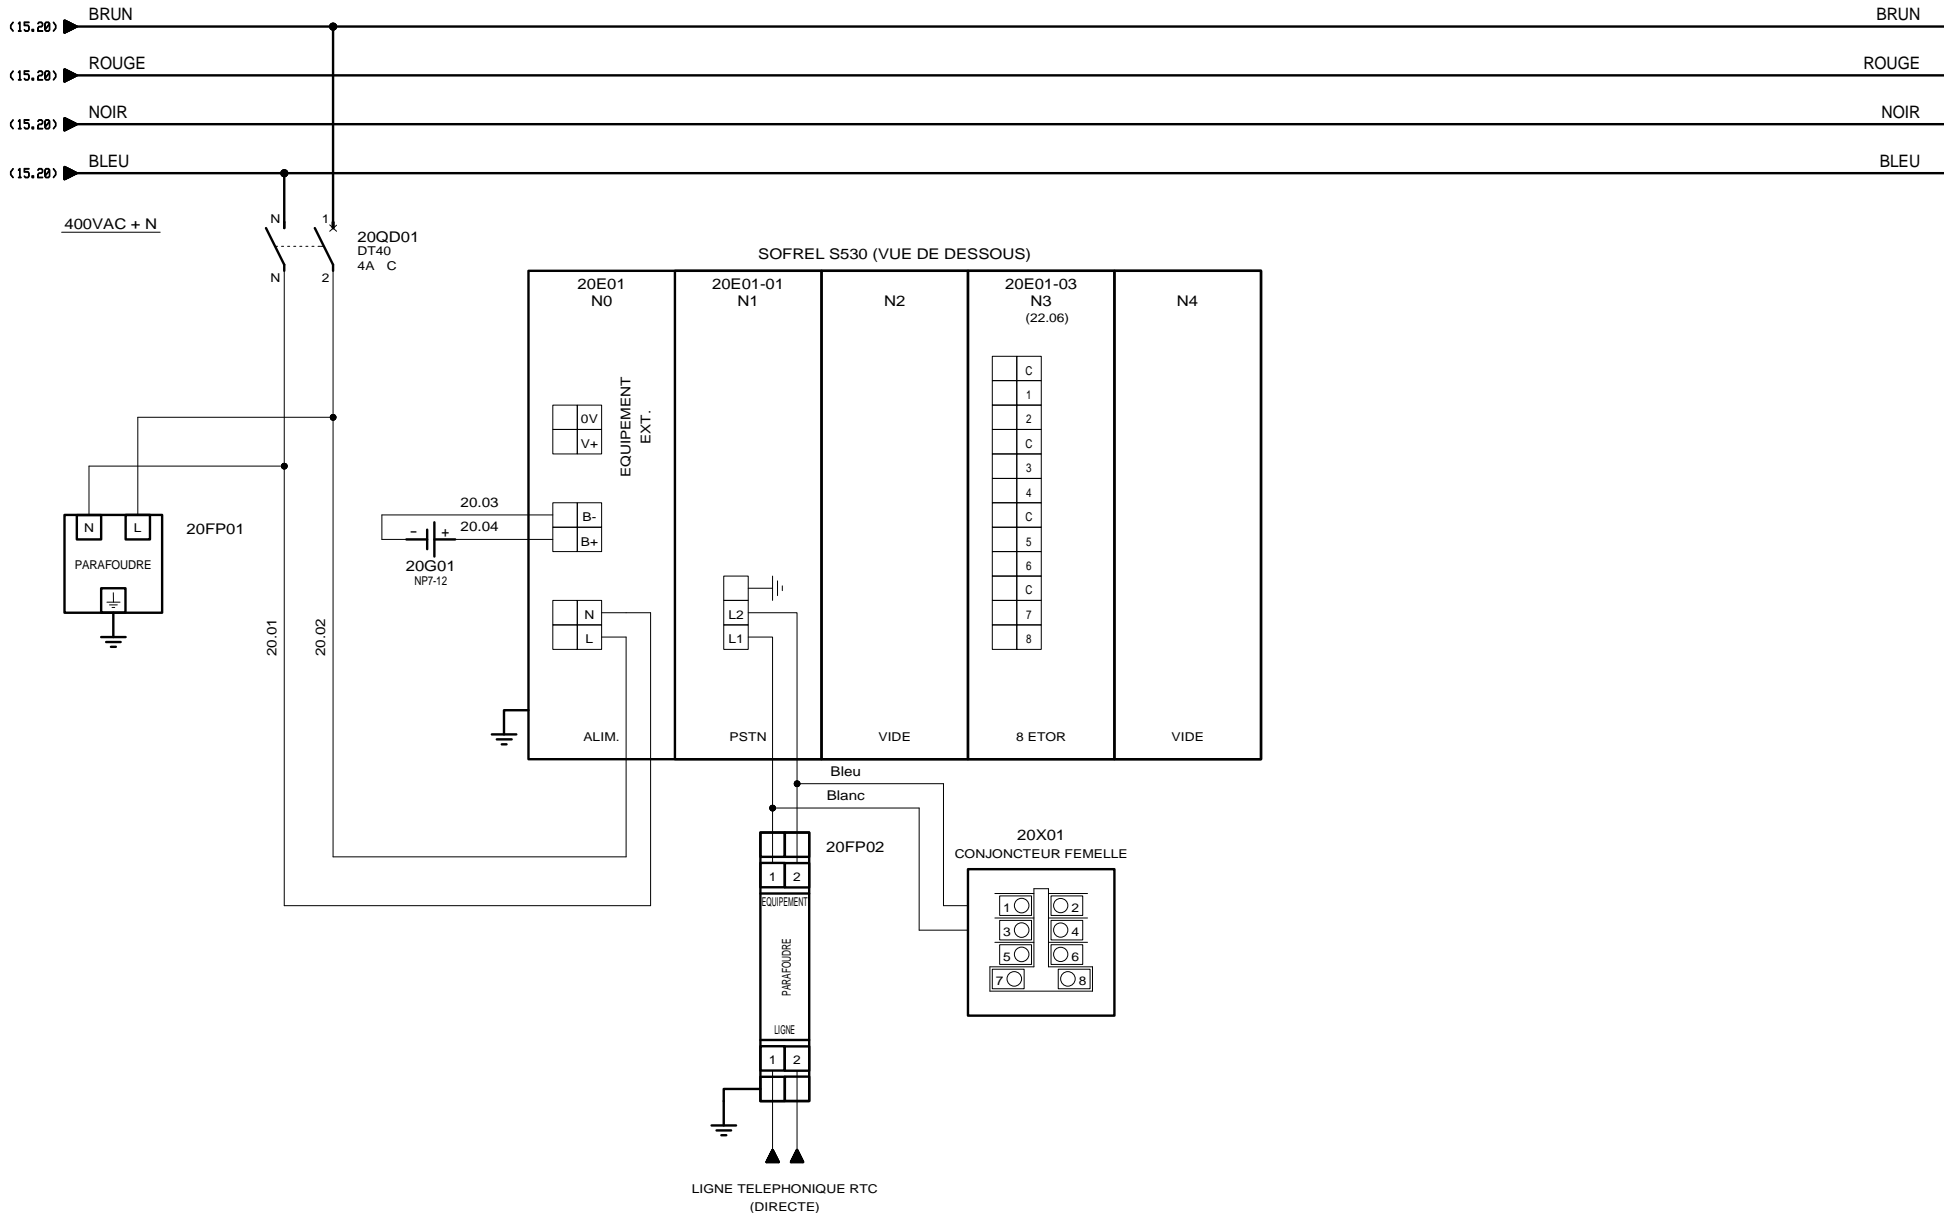 (15.20) BRUN BRUN
(15.20) ROUGE ROUGE
(15.20) NOIR NOIR
(15.20) BLEU BLEU
400VAC + N
N 1
20QD01
DT40
4A C
N 2
SOFREL S530 (VUE DE DESSOUS)
20E01
N0
20E01-01
N1
N2
20E01-03
N3
(22.06)
N4
EQUIPEMENT
EXT.
0V
V+
20.03
B-
- + 20.04
B+
20G01
NP7-12
N
L
L2
L1
C
1
2
C
3
4
C
5
6
C
7
8
N L
20FP01
PARAFOUDRE
20.01
20.02
ALIM.
PSTN
VIDE
8 ETOR
VIDE
Bleu
Blanc
20FP02
1 2
EQUIPEMENT
PARAFOUDRE
LIGNE
1 2
20X01
CONJONCTEUR FEMELLE
1 2
3 4
5 6
7 8
LIGNE TELEPHONIQUE RTC
(DIRECTE)